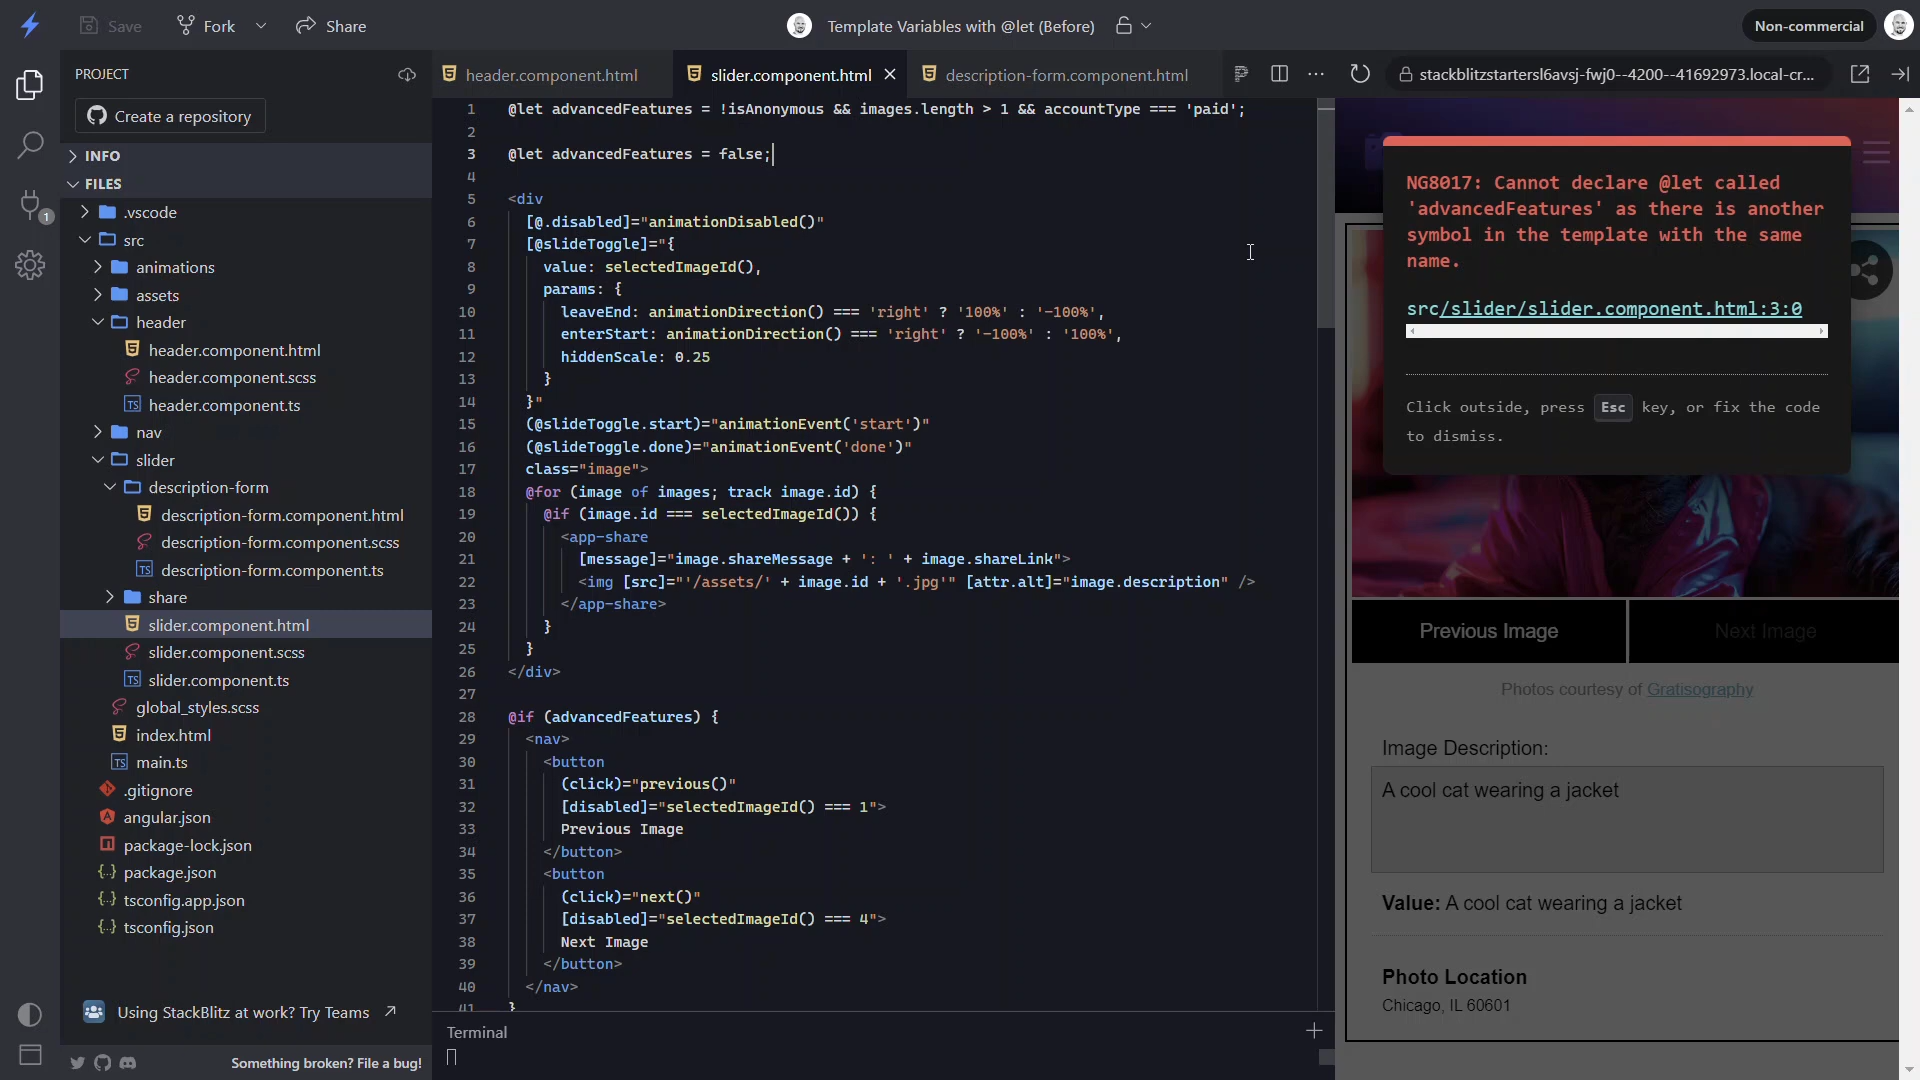 Save
Fork
Share
Template Variables with @let (Before)
Non-commercial
PROJECT
Create a repository
INFO
FILES
.vscode
src
animations
assets
header
header.component.html
header.component.scss
header.component.ts
nav
slider
description-form
description-form.component.html
description-form.component.scss
description-form.component.ts
share
slider.component.html
slider.component.scss
slider.component.ts
global_styles.scss
index.html
main.ts
.gitignore
angular.json
package-lock.json
package.json
tsconfig.app.json
tsconfig.json
1
Using StackBlitz at work? Try Teams
Something broken? File a bug!
header.component.html
slider.component.html
description-form.component.html
1 @let advancedFeatures = !isAnonymous && images.length > 1 && accountType === 'paid';
2
3 @let advancedFeatures = false;
4
5 <div
6 [@.disabled]="animationDisabled()"
7 [@slideToggle]="{
8 value: selectedImageId(),
9 params: {
10 leaveEnd: animationDirection() === 'right' ? '100%' : '-100%',
11 enterStart: animationDirection() === 'right' ? '-100%' : '100%',
12 hiddenScale: 0.25
13 }
14 }"
15 (@slideToggle.start)="animationEvent('start')"
16 (@slideToggle.done)="animationEvent('done')"
17 class="image">
18 @for (image of images; track image.id) {
19 @if (image.id === selectedImageId()) {
20 <app-share
21 [message]="image.shareMessage + ': ' + image.shareLink">
22 <img [src]="'/assets/' + image.id + '.jpg'" [attr.alt]="image.description" />
23 </app-share>
24 }
25 }
26 </div>
27
28 @if (advancedFeatures) {
29 <nav>
30 <button
31 (click)="previous()"
32 [disabled]="selectedImageId() === 1">
33 Previous Image
34 </button>
35 <button
36 (click)="next()"
37 [disabled]="selectedImageId() === 4">
38 Next Image
39 </button>
40 </nav>
41 }
Terminal
stackblitzstartersl6avsj-fwj0--4200--41692973.local-cr...
NG8017: Cannot declare @let called
'advancedFeatures' as there is another
symbol in the template with the same
name.
src/slider/slider.component.html:3:0
Click outside, press Esc key, or fix the code
to dismiss.
Previous Image
Next Image
Photos courtesy of Gratisography
Image Description:
A cool cat wearing a jacket
Value: A cool cat wearing a jacket
Photo Location
Chicago, IL 60601